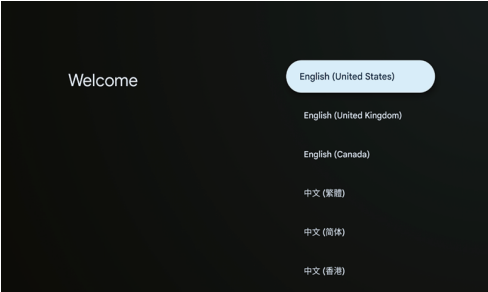 Welcome
English (United States)
English (United Kingdom)
English (Canada)
中文 (繁體)
中文 (简体)
中文 (香港)